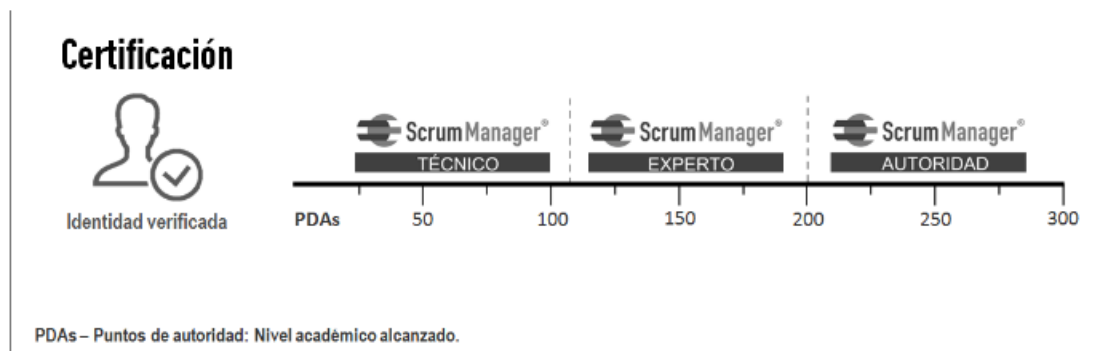 Certificación
ScrumManager® ScrumManager® ScrumManager®
TÉCNICO EXPERTO AUTORIDAD
Identidad verificada
PDAs 50 100 150 200 250 300
PDAs – Puntos de autoridad: Nivel académico alcanzado.